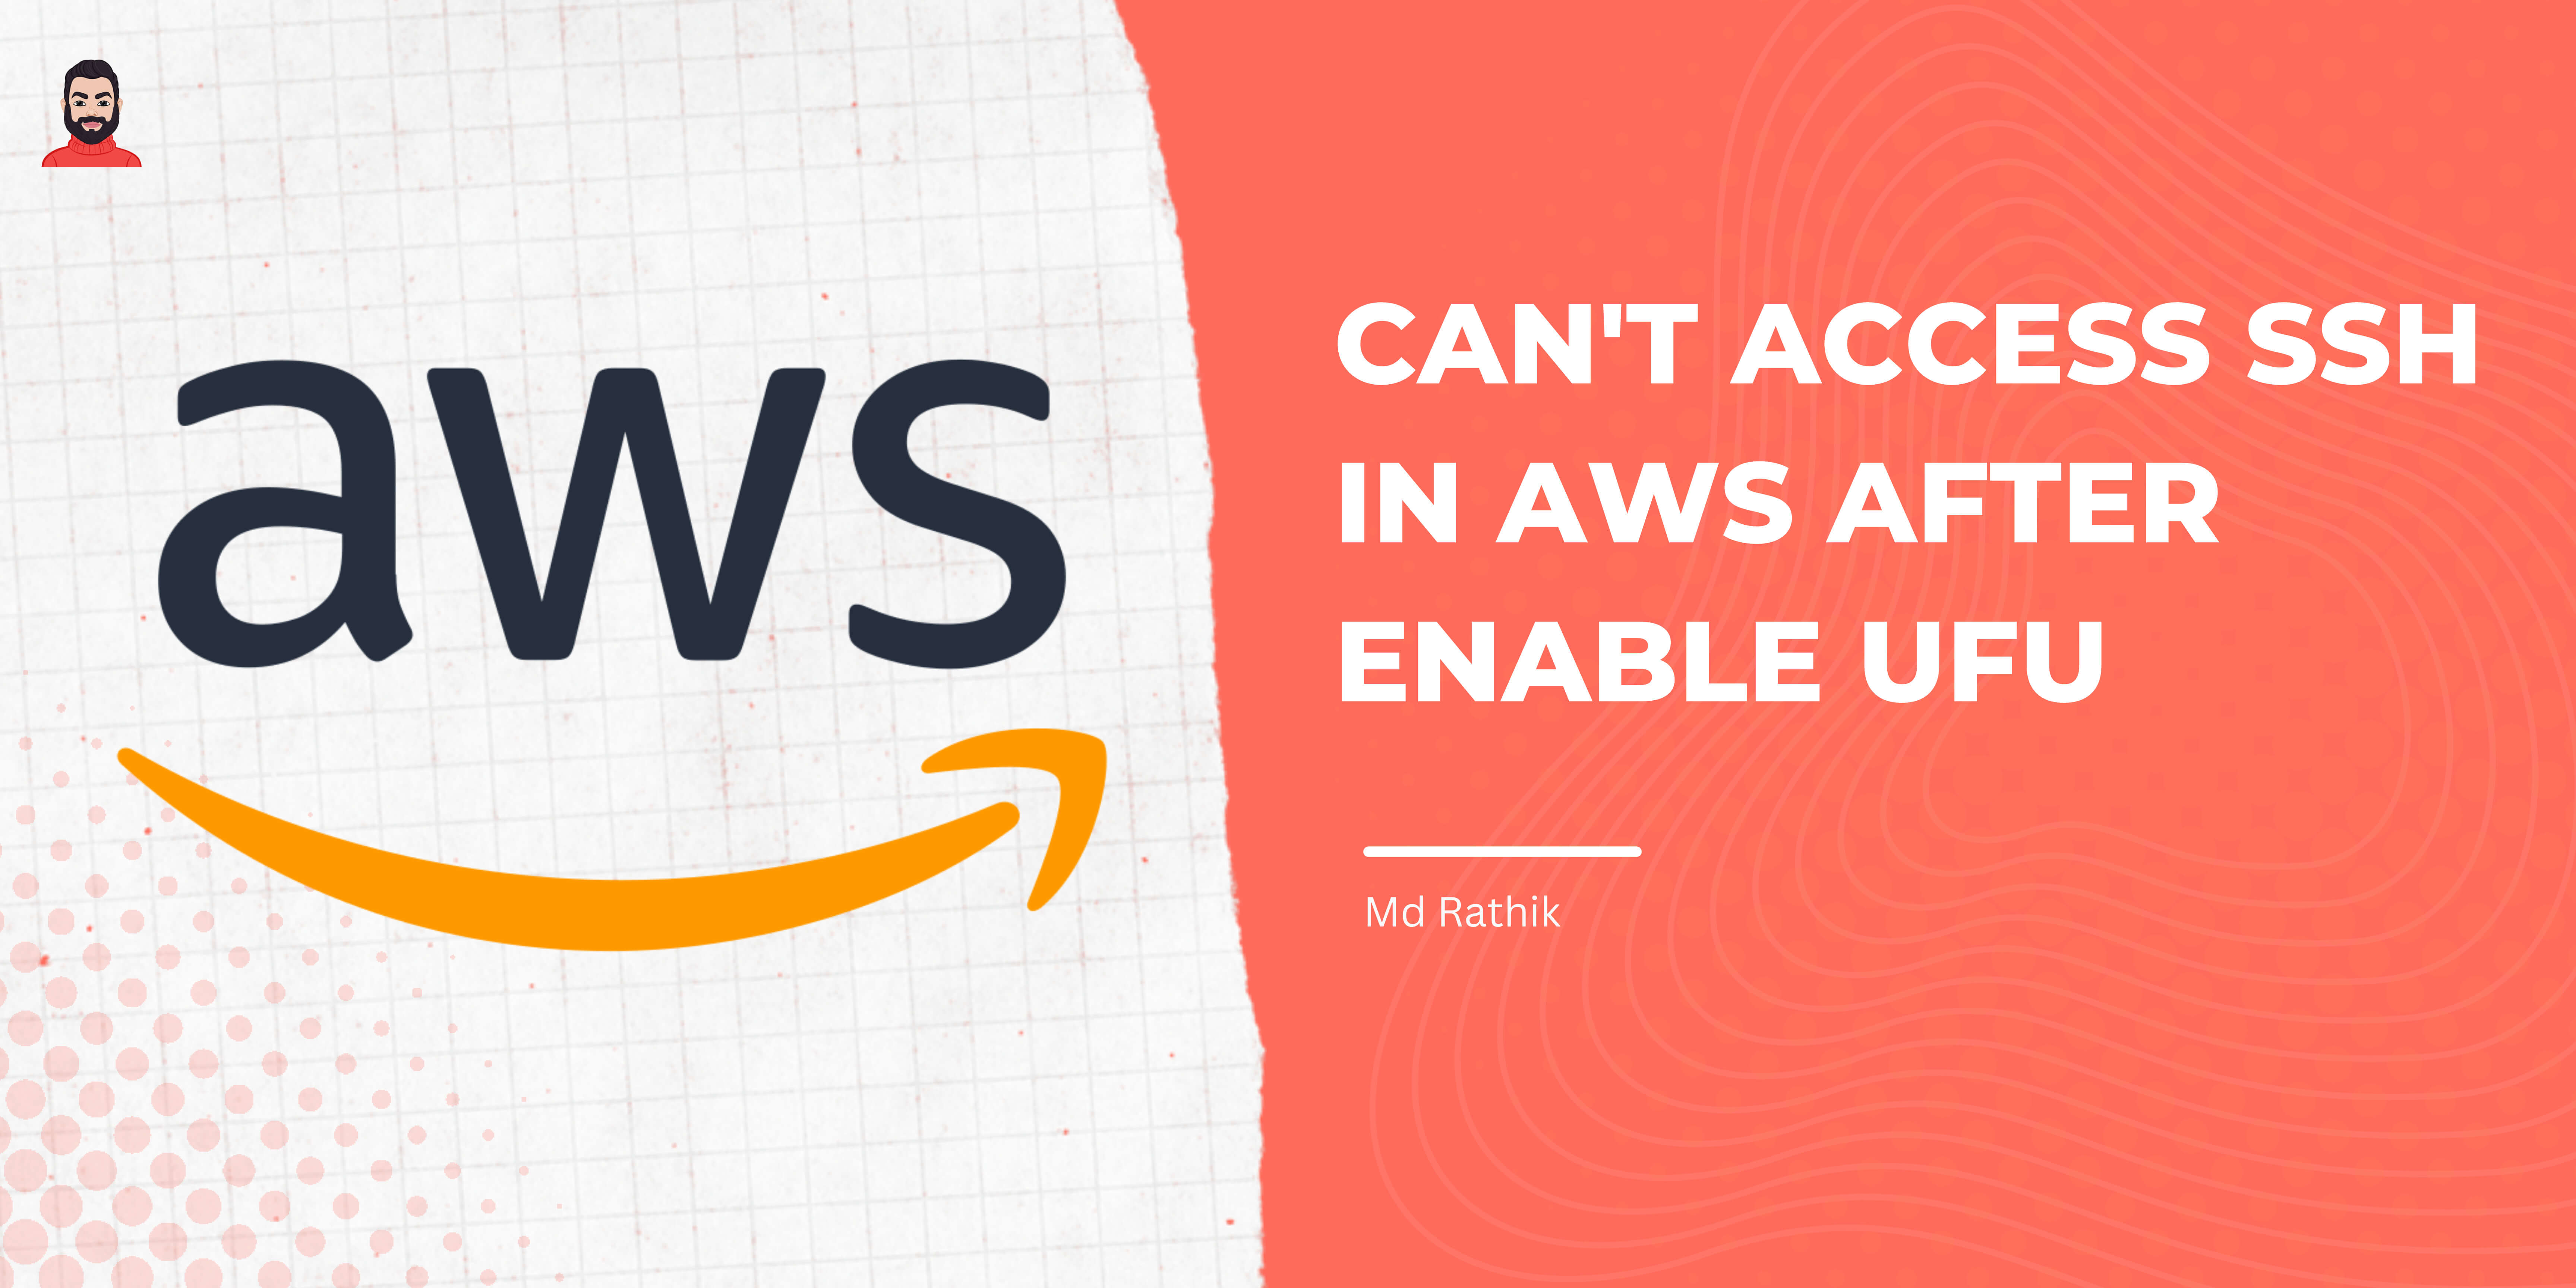 aws
CAN'T ACCESS SSH
IN AWS AFTER
ENABLE UFU
Md Rathik